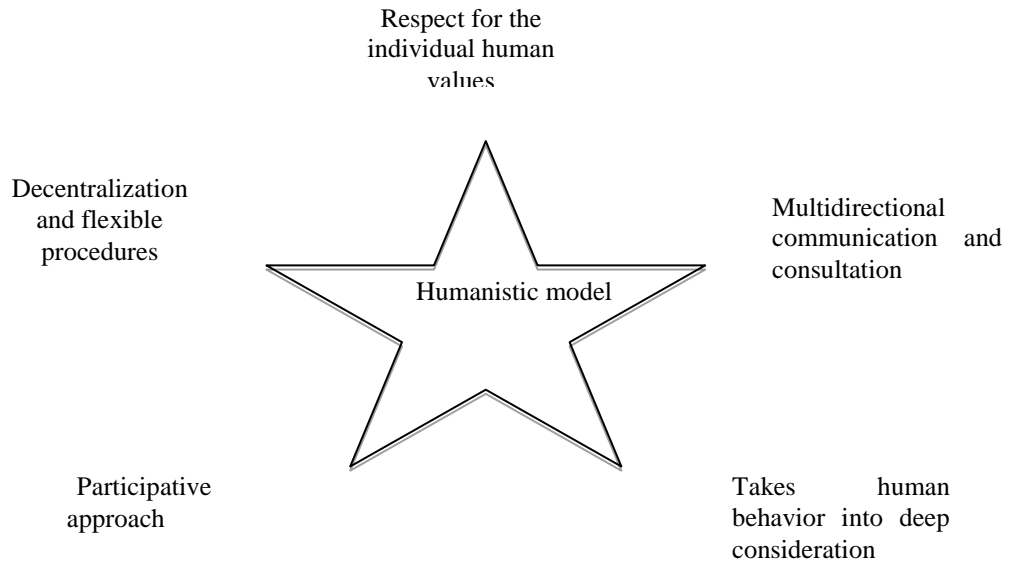 Respect for the
individual human
values
Decentralization
and flexible
procedures
Multidirectional
communication and
consultation
Humanistic model
Participative
approach
Takes human
behavior into deep
consideration